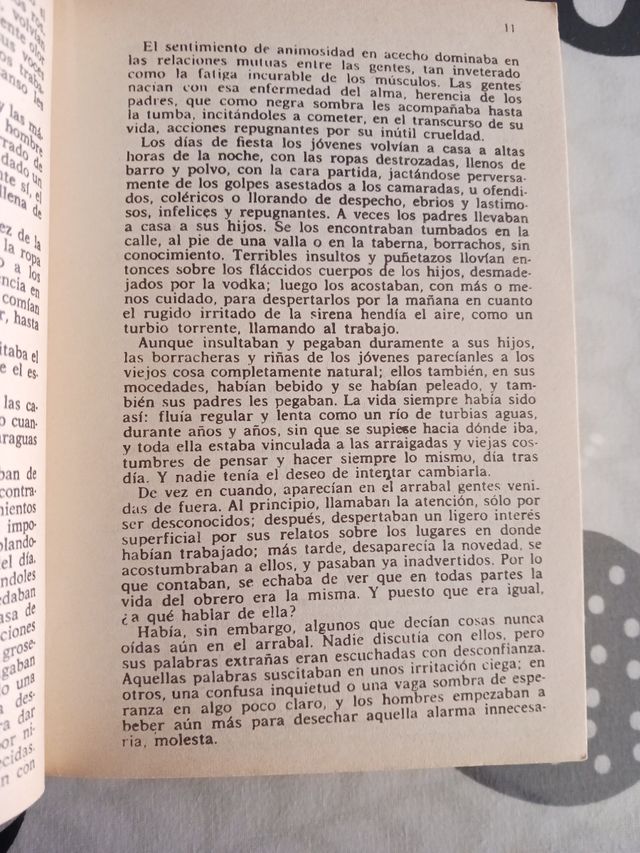 11
El sentimiento de animosidad en acecho dominaba en
las relaciones mutuas entre las gentes, tan inveterado
como la fatiga incurable de los músculos. Las gentes
nacían con esa enfermedad del alma, herencia de los
padres, que como negra sombra les acompañaba hasta
la tumba, incitándoles a cometer, en el transcurso de su
vida, acciones repugnantes por su inútil crueldad.
Los días de fiesta los jóvenes volvían a casa a altas
horas de la noche, con las ropas destrozadas, llenos de
barro y polvo, con la cara partida, jactándose perversa-
mente de los golpes asestados a los camaradas, u ofendi-
dos, coléricos o llorando de despecho, ebrios y lastimo-
sos, infelices y repugnantes. A veces los padres llevaban
a casa a sus hijos. Se los encontraban tumbados en la
calle, al pie de una valla o en la taberna, borrachos, sin
conocimiento. Terribles insultos y puñetazos llovían en-
tonces sobre los fláccidos cuerpos de los hijos, desmade-
jados por la vodka; luego los acostaban, con más o me-
nos cuidado, para despertarlos por la mañana en cuanto
el rugido irritado de la sirena hendía el aire, como un
turbio torrente, llamando al trabajo.
Aunque insultaban y pegaban duramente a sus hijos,
las borracheras y riñas de los jóvenes parecíanles a los
viejos cosa completamente natural; ellos también, en sus
mocedades, habían bebido y se habían peleado, y tam-
bién sus padres les pegaban. La vida siempre había sido
así: fluía regular y lenta como un río de turbias aguas,
durante años y años, sin que se supiese hacia dónde iba,
y toda ella estaba vinculada a las arraigadas y viejas cos-
tumbres de pensar y hacer siempre lo mismo, día tras
día. Y nadie tenía el deseo de intentar cambiarla.
De vez en cuando, aparecían en el arrabal gentes veni-
das de fuera. Al principio, llamaban la atención, sólo por
ser desconocidos; después, despertaban un ligero interés
superficial por sus relatos sobre los lugares en donde
habían trabajado; más tarde, desaparecía la novedad, se
acostumbraban a ellos, y pasaban ya inadvertidos. Por lo
que contaban, se echaba de ver que en todas partes la
vida del obrero era la misma. Y puesto que era igual,
¿a qué hablar de ella?
Había, sin embargo, algunos que decían cosas nunca
oídas aún en el arrabal. Nadie discutía con ellos, pero
sus palabras extrañas eran escuchadas con desconfianza.
Aquellas palabras suscitaban en unos irritación ciega; en
otros, una confusa inquietud o una vaga sombra de espe-
ranza en algo poco claro, y los hombres empezaban a
beber aún más para desechar aquella alarma innecesa-
ria, molesta.